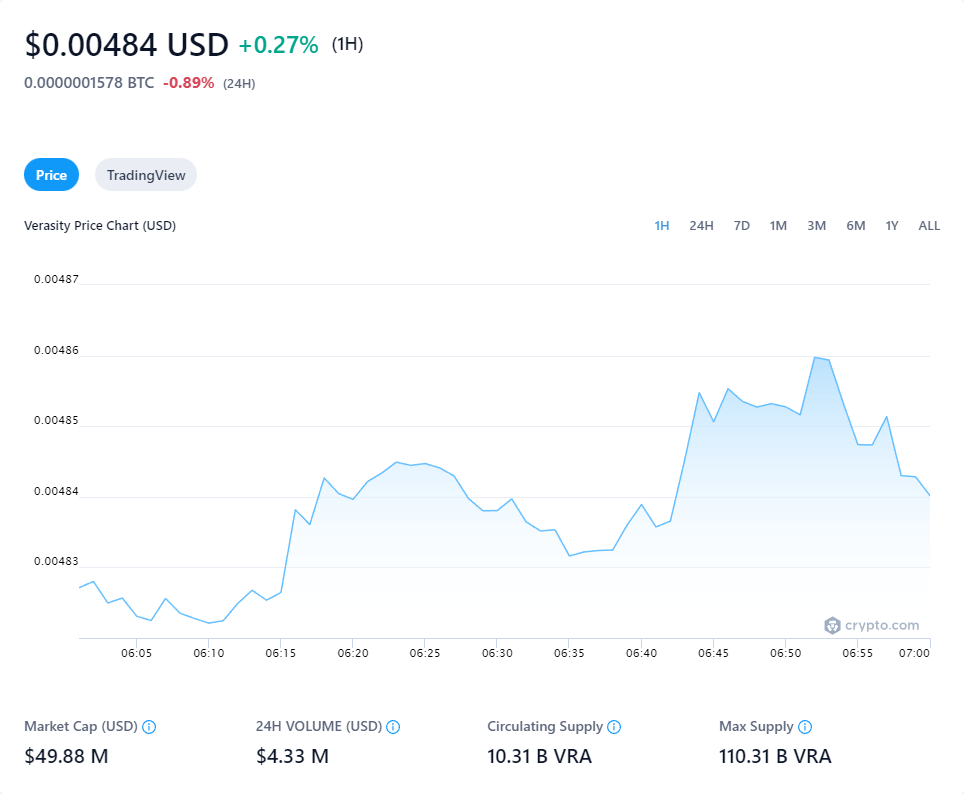 $0.00484 USD +0.27% (1H)
0.0000001578 BTC -0.89% (24H)
Price TradingView
Verasity Price Chart (USD) 1H 24H 7D 1M 3M 6M 1Y ALL
0.00487
0.00486
0.00485
0.00484
0.00483
crypto.com
06:05 06:10 06:15 06:20 06:25 06:30 06:35 06:40 06:45 06:50 06:55 07:00
Market Cap (USD) 24H VOLUME (USD) Circulating Supply Max Supply
$49.88 M $4.33 M 10.31 B VRA 110.31 B VRA